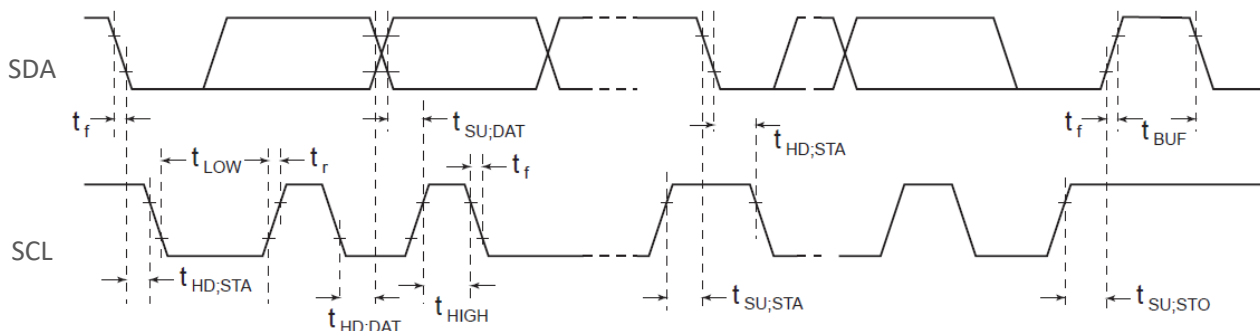 SDA
t_f
t_SU;DAT
t_HD;STA
t_f
t_BUF
t_LOW
t_r
t_f
SCL
t_HD;STA
t_HD;DAT
t_HIGH
t_SU;STA
t_SU;STO